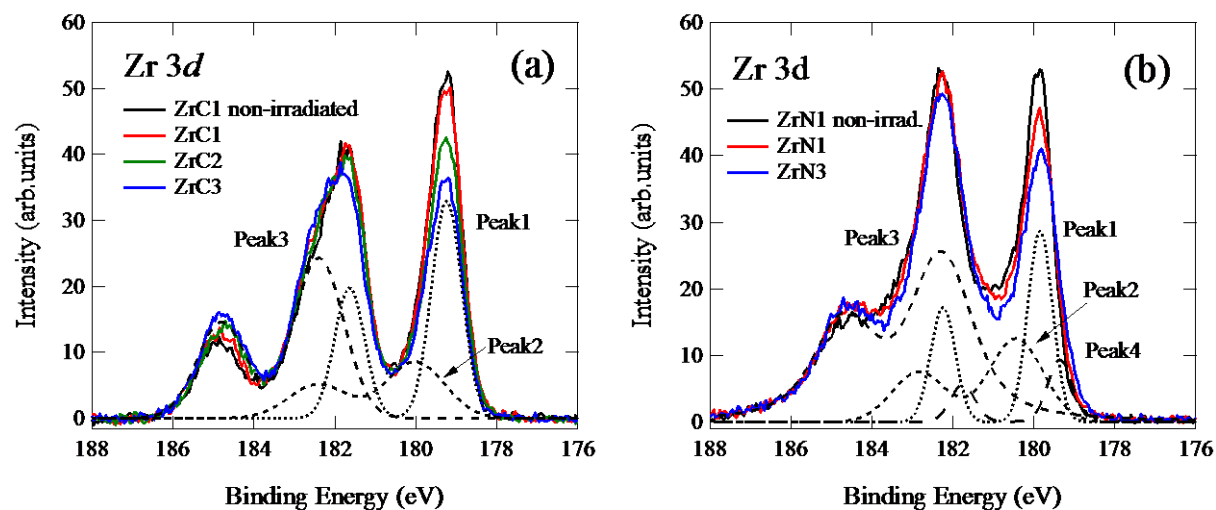 60
50
40
30
20
10
0
Intensity (arb.units)
Zr 3d
(a)
ZrC1 non-irradiated
ZrC1
ZrC2
ZrC3
Peak3
Peak1
Peak2
188
186
184
182
180
178
176
Binding Energy (eV)
60
50
40
30
20
10
0
Intensity (arb.units)
Zr 3d
(b)
ZrN1 non-irrad.
ZrN1
ZrN3
Peak3
Peak1
Peak2
Peak4
188
186
184
182
180
178
176
Binding Energy (eV)